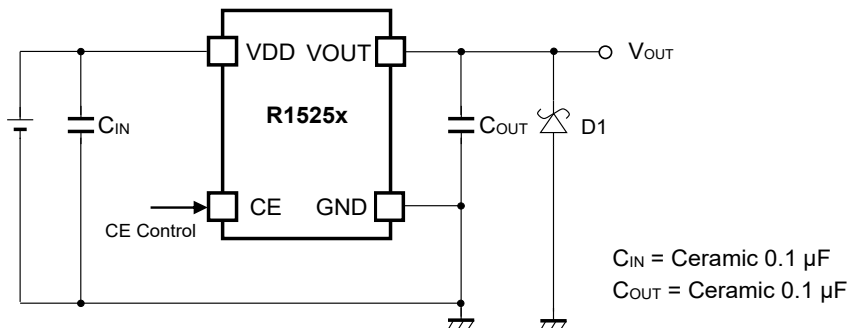 VDD VOUT
VOUT
R1525x
CIN
COUT
D1
CE GND
CE Control
CIN = Ceramic 0.1 µF
COUT = Ceramic 0.1 µF